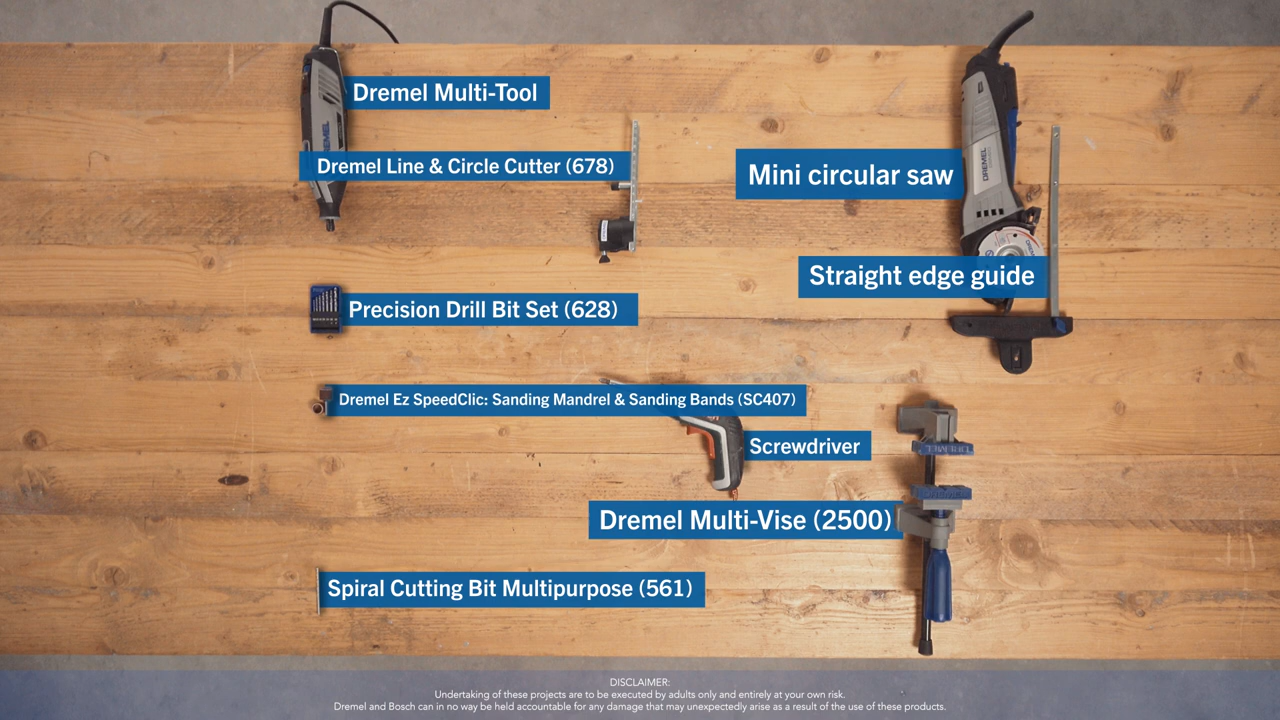 Dremel Multi-Tool
DREMEL
Dremel Line & Circle Cutter (678)
Mini circular saw
DREMEL
Straight edge guide
Precision Drill Bit Set (628)
Dremel Ez SpeedClic: Sanding Mandrel & Sanding Bands (SC407)
Screwdriver
DREMEL
Dremel Multi-Vise (2500)
Spiral Cutting Bit Multipurpose (561)
DISCLAIMER:
Undertaking of these projects are to be executed by adults only and entirely at your own risk.
Dremel and Bosch can in no way be held accountable for any damage that may unexpectedly arise as a result of the use of these products.